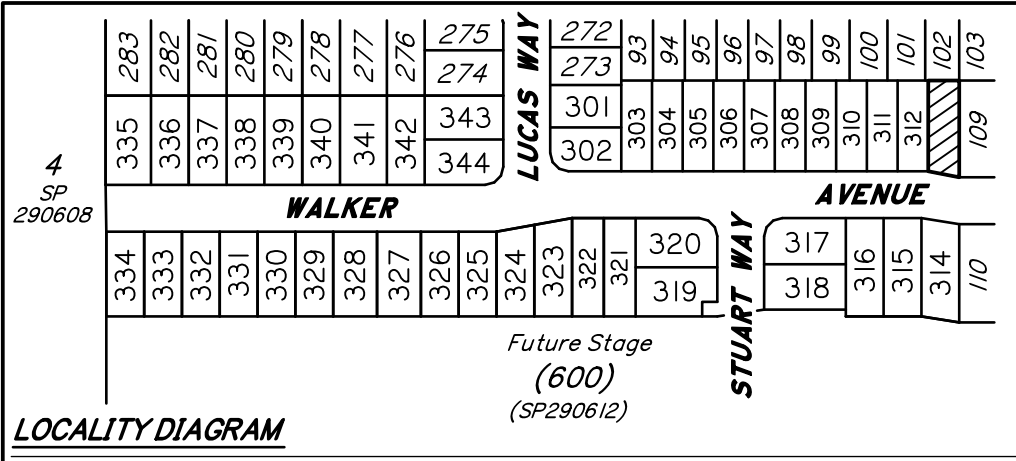 283 282 281 280 279 278 277 276 275
274
LUCAS WAY
272
273
93 94 95 96 97 98 99 100 101 102 103
335 336 337 338 339 340 341 342 343
344
301
302
303 304 305 306 307 308 309 310 311 312 109
4
SP
290608
WALKER AVENUE
334 333 332 331 330 329 328 327 326 325 324 323 322 321 320
319
STUART WAY
317
318
316 315 314 110
Future Stage
(600)
(SP290612)
LOCALITY DIAGRAM